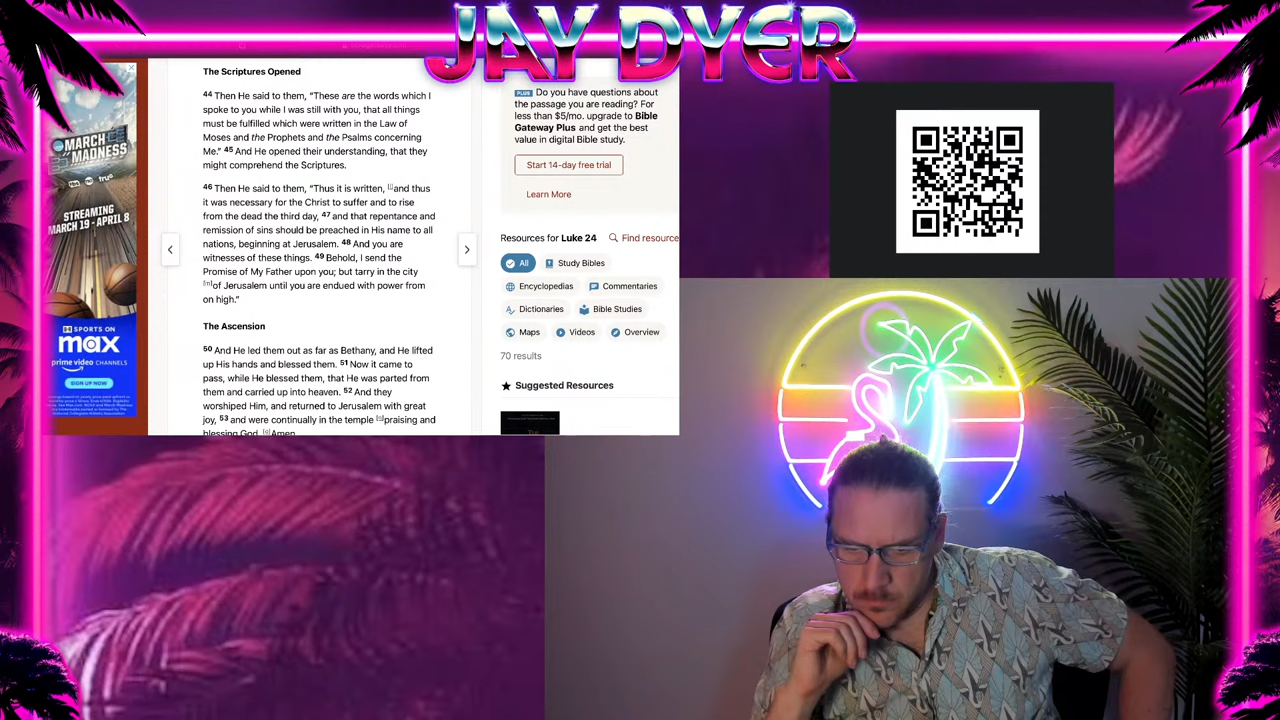 JAY DYER
MARCH
MADNESS
tbs tnt tru
STREAMING
MARCH 19 - APRIL 8
B/R SPORTS ON
max
prime video CHANNELS
SIGN UP NOW
The Scriptures Opened
44 Then He said to them, “These are the words which I
spoke to you while I was still with you, that all things
must be fulfilled which were written in the Law of
Moses and the Prophets and the Psalms concerning
Me.” 45 And He opened their understanding, that they
might comprehend the Scriptures.
46 Then He said to them, “Thus it is written, [l]and thus
it was necessary for the Christ to suffer and to rise
from the dead the third day, 47 and that repentance and
remission of sins should be preached in His name to all
nations, beginning at Jerusalem. 48 And you are
witnesses of these things. 49 Behold, I send the
Promise of My Father upon you; but tarry in the city
[m]of Jerusalem until you are endued with power from
on high.”
The Ascension
50 And He led them out as far as Bethany, and He lifted
up His hands and blessed them. 51 Now it came to
pass, while He blessed them, that He was parted from
them and carried up into heaven. 52 And they
worshiped Him, and returned to Jerusalem with great
joy, 53 and were continually in the temple [n]praising and
blessing God. [o]Amen.
PLUS Do you have questions about
the passage you are reading? For
less than $5/mo. upgrade to Bible
Gateway Plus and get the best
value in digital Bible study.
Start 14-day free trial
Learn More
Resources for Luke 24
Find resource
All
Study Bibles
Encyclopedias
Commentaries
Dictionaries
Bible Studies
Maps
Videos
Overview
70 results
Suggested Resources